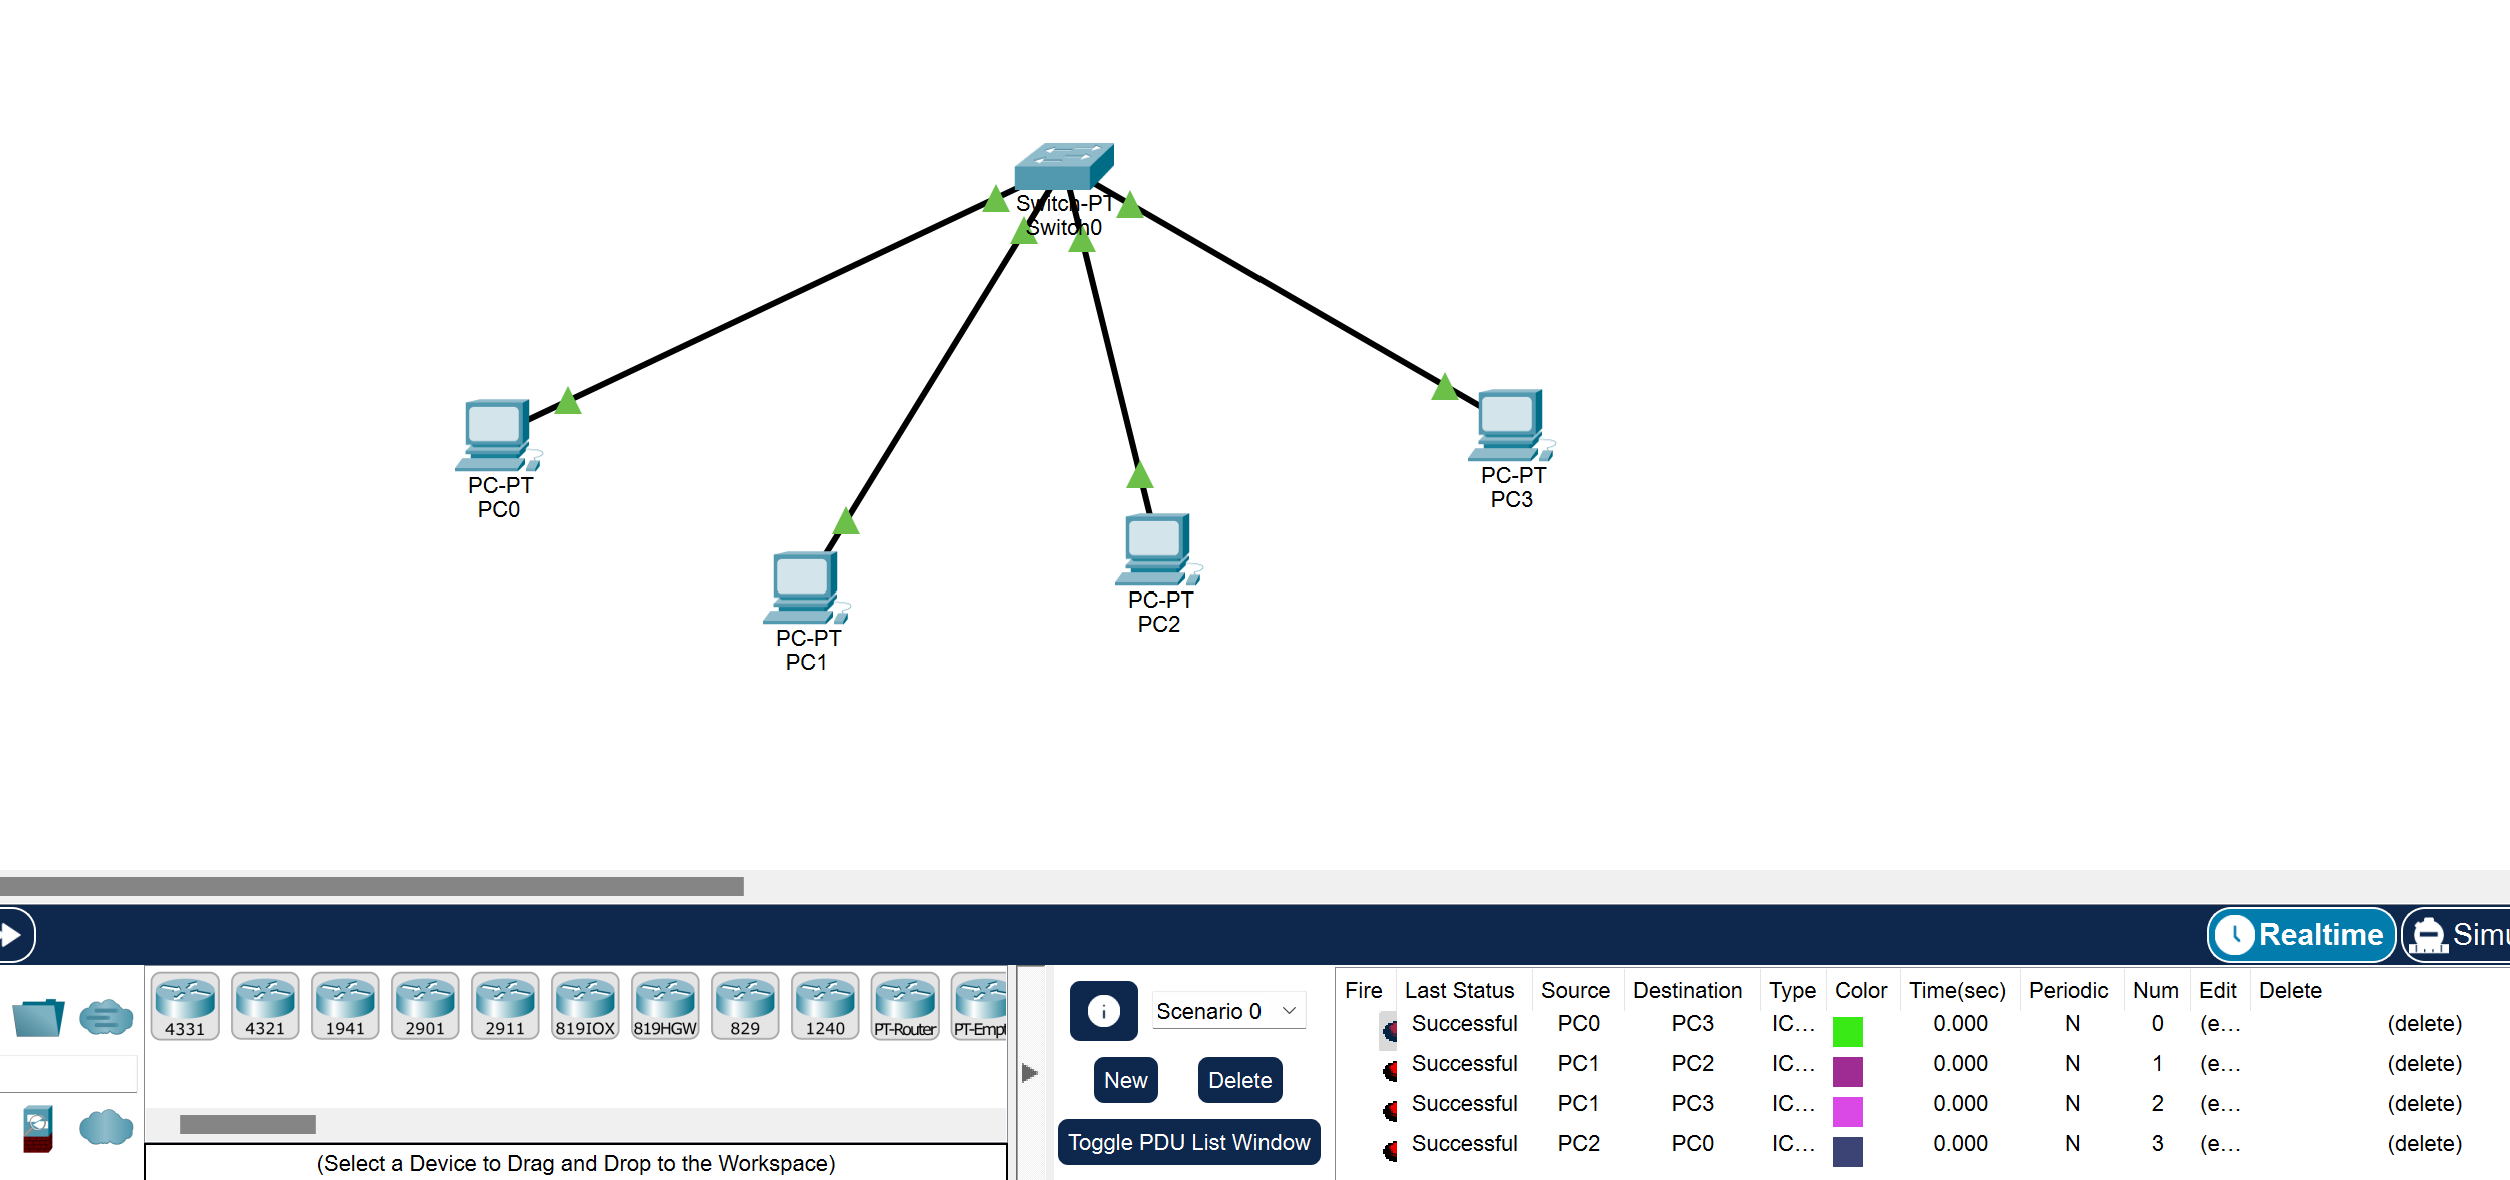 Switch-PT
Switch0
PC-PT
PC0
PC-PT
PC1
PC-PT
PC2
PC-PT
PC3
Realtime
Simu
4331
4321
1941
2901
2911
819IOX
819HGW
829
1240
PT-Router
PT-Empt
(Select a Device to Drag and Drop to the Workspace)
Scenario 0
New
Delete
Toggle PDU List Window
Fire Last Status Source Destination Type Color Time(sec) Periodic Num Edit Delete
Successful PC0 PC3 IC... 0.000 N 0 (e... (delete)
Successful PC1 PC2 IC... 0.000 N 1 (e... (delete)
Successful PC1 PC3 IC... 0.000 N 2 (e... (delete)
Successful PC2 PC0 IC... 0.000 N 3 (e... (delete)